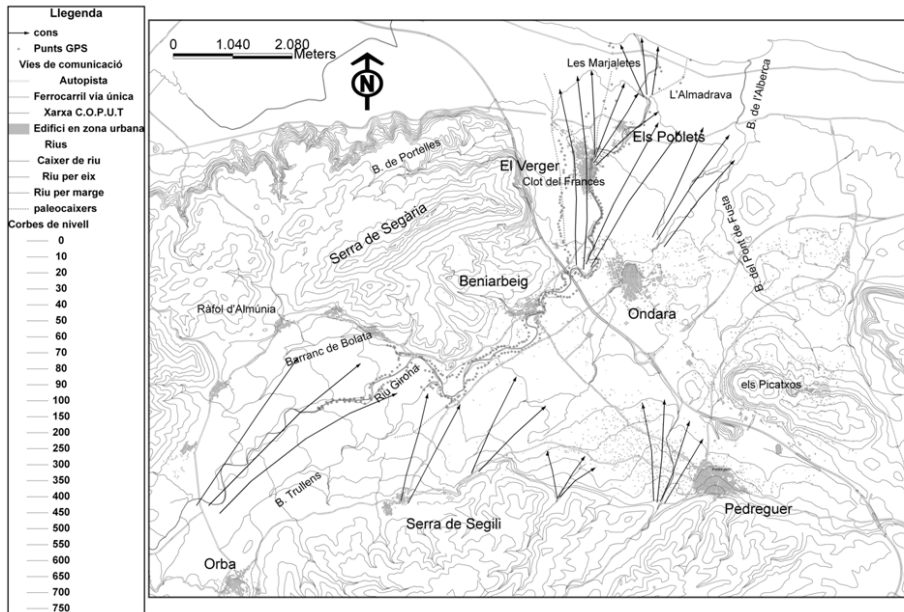 Llegenda
cons
Punts GPS
Víes de comunicació
Autopista
Ferrocarril via única
Xarxa C.O.P.U.T
Edifici en zona urbana
Rius
Caixer de riu
Riu per eix
Riu per marge
paleocaixers
Corbes de nivell
0
10
20
30
40
50
60
70
80
90
100
150
200
250
300
350
400
450
500
550
600
650
700
750
0 1.040 2.080
Meters
N
Les Marjaletes
L'Almadrava
B. de l'Alberca
Els Poblets
B. de Portelles
El Verger
Clot del Francés
B. del Pont de Fusta
Serra de Segària
Beniarbeig
Ràfol d'Almúnia
Ondara
Barranc de Bolata
Riu Girona
els Picatxos
B. Trullens
Serra de Segili
Pedreguer
Orba